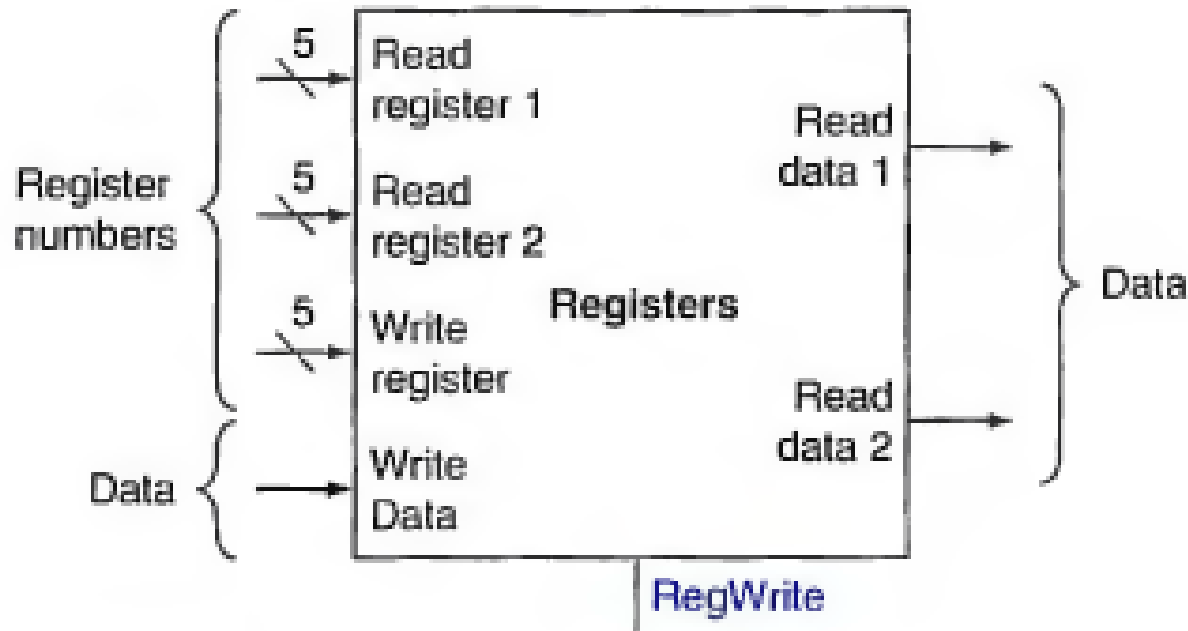 Register
numbers
5
Read
register 1
5
Read
register 2
5
Write
register
Data
Write
Data
Registers
Read
data 1
Read
data 2
Data
RegWrite